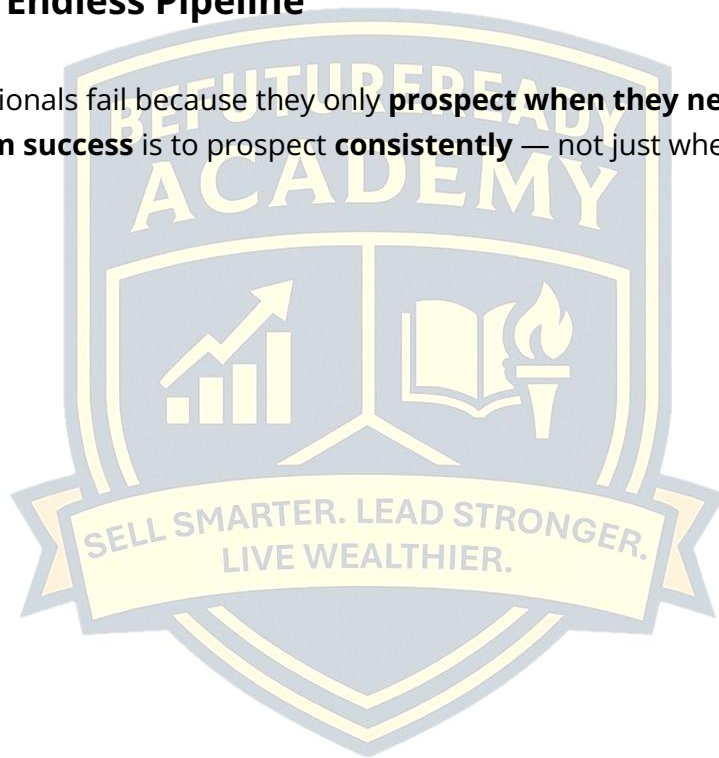 Endless Pipeline
ionals fail because they only prospect when they ne
m success is to prospect consistently — not just whe
BEFUTUREREADY
ACADEMY
SELL SMARTER. LEAD STRONGER.
LIVE WEALTHIER.